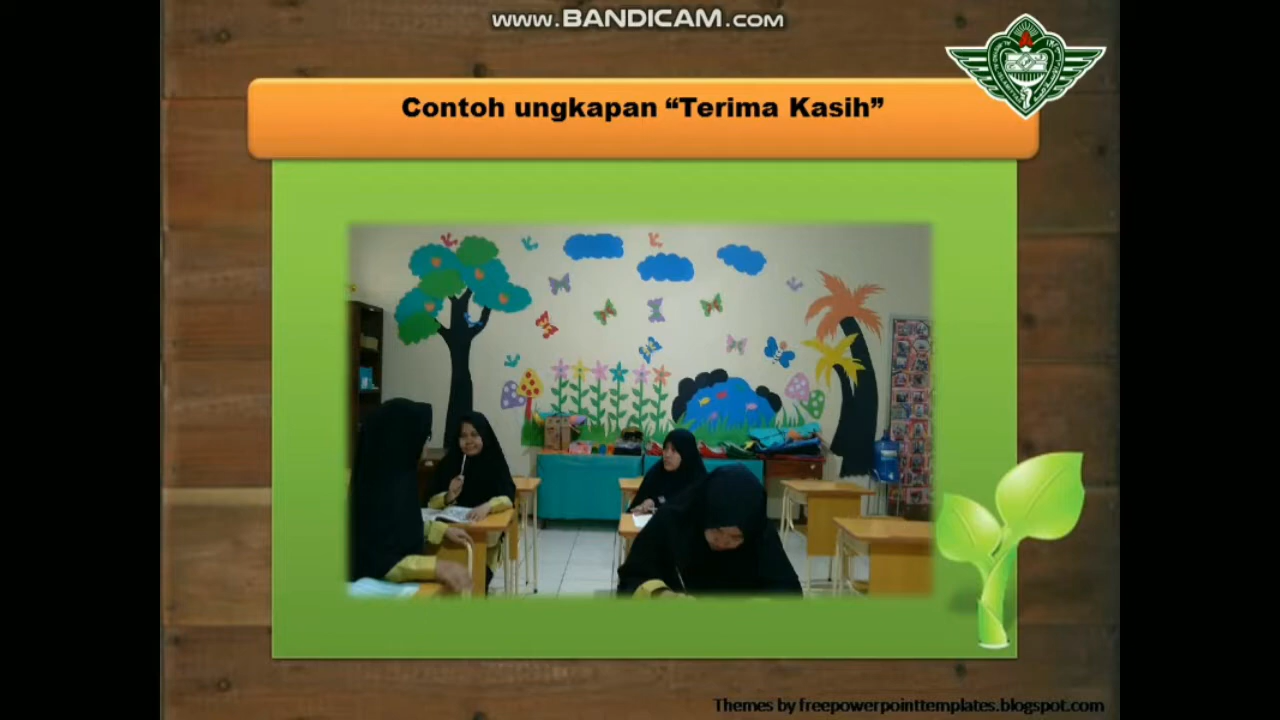 www.BANDICAM.com
Contoh ungkapan “Terima Kasih”
Themes by freepowerpointtemplates.blogspot.com